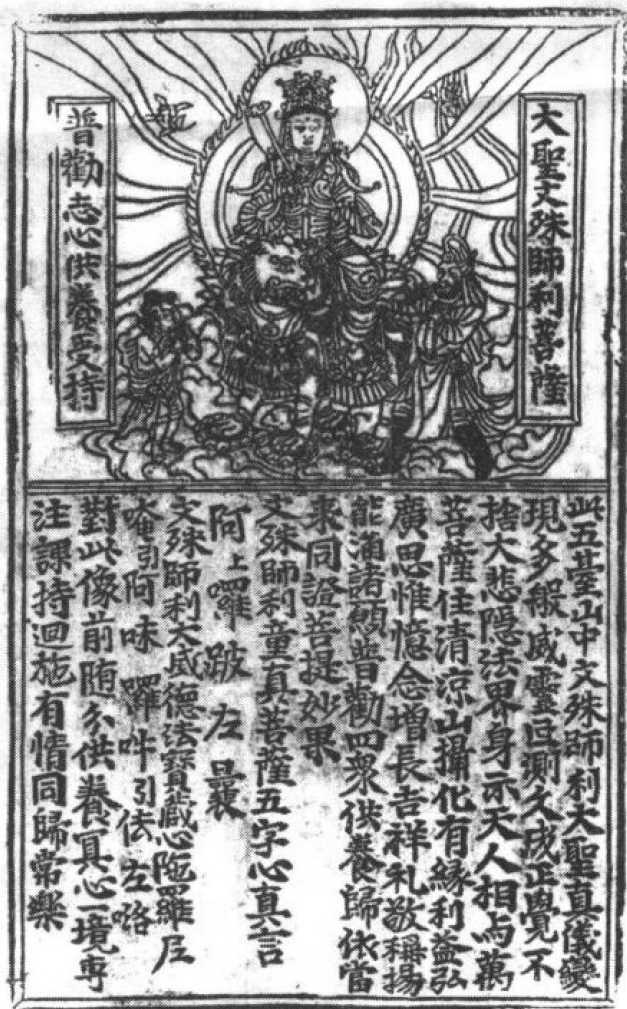 大聖文殊師利菩薩
普勸志心供養受持
此五臺山中文殊師利大聖真儀變
現多般威靈叵測久成正覺不
捨大悲隱法界身示天人相与萬
菩薩住清涼山攝化有緣利益弘
廣思惟憶念增長吉祥礼敬稱揚
能滿諸願普勸四衆供養歸依當
來同證菩提妙果
文殊師利童真菩薩五字心真言
阿上囉跛左曩
文殊師利大威德法寶藏心陁羅尼
唵引阿味囉吽引佉左咯
對此像前随分供養冥心一境專
注課持迴施有情同歸常樂